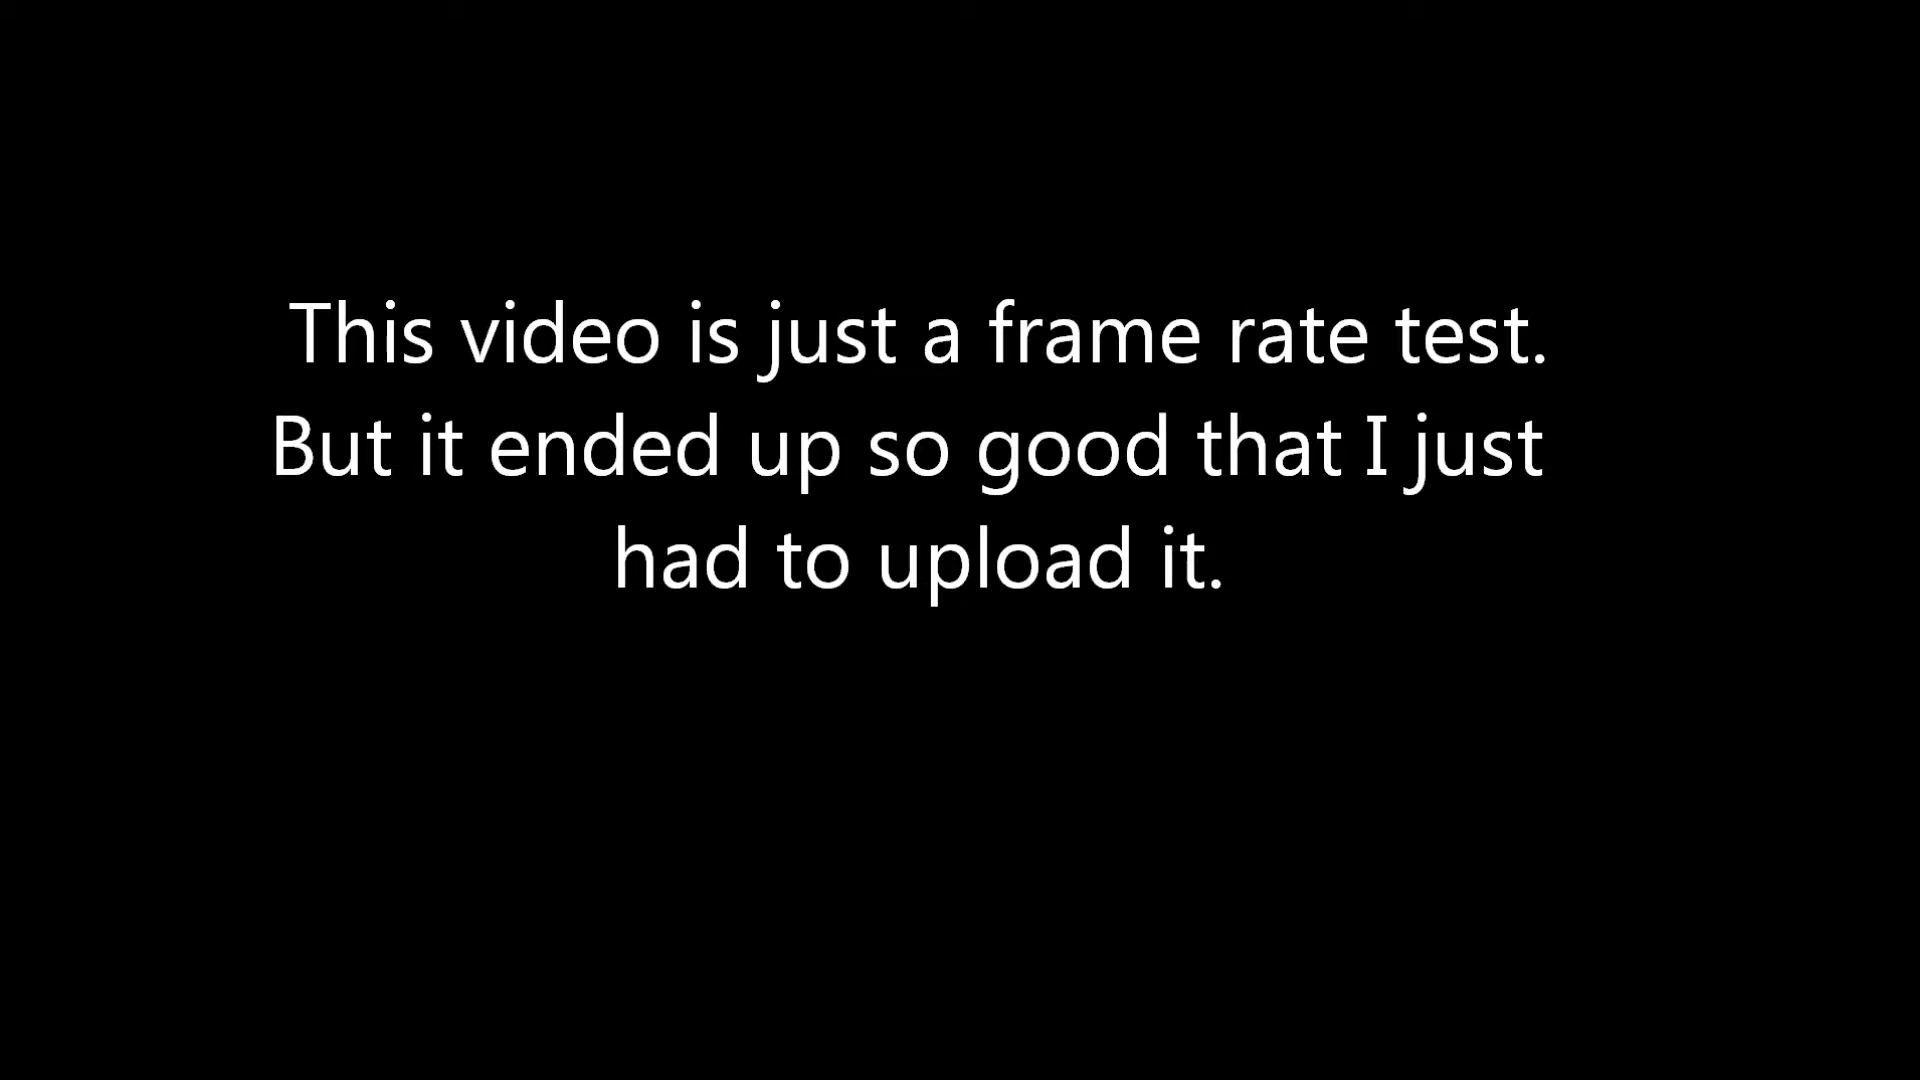 This video is just a frame rate test.
But it ended up so good that I just
had to upload it.